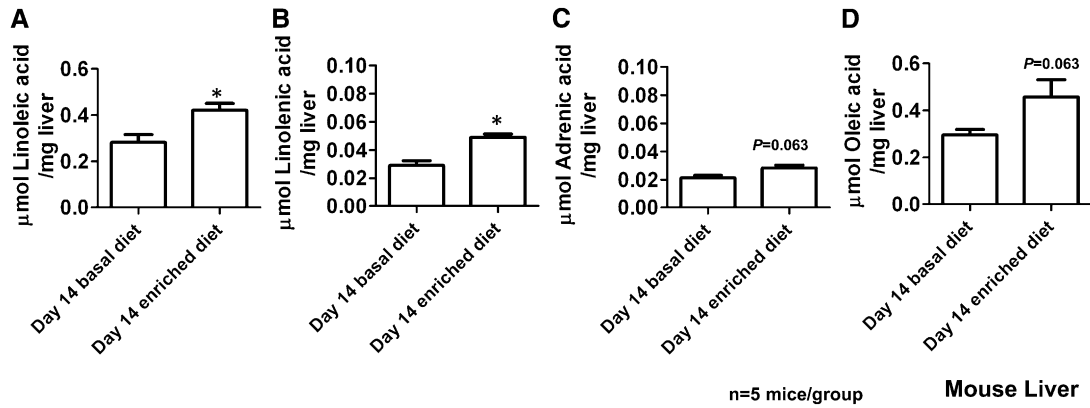 A
μmol Linoleic acid
/mg liver
0.6
0.4
0.2
0.0
*
Day 14 basal diet
Day 14 enriched diet
B
μmol Linolenic acid
/mg liver
0.10
0.08
0.06
0.04
0.02
0.00
*
Day 14 basal diet
Day 14 enriched diet
C
μmol Adrenic acid
/mg liver
0.10
0.08
0.06
0.04
0.02
0.00
P=0.063
Day 14 basal diet
Day 14 enriched diet
D
μmol Oleic acid
/mg liver
0.6
0.4
0.2
0.0
P=0.063
Day 14 basal diet
Day 14 enriched diet
n=5 mice/group
Mouse Liver